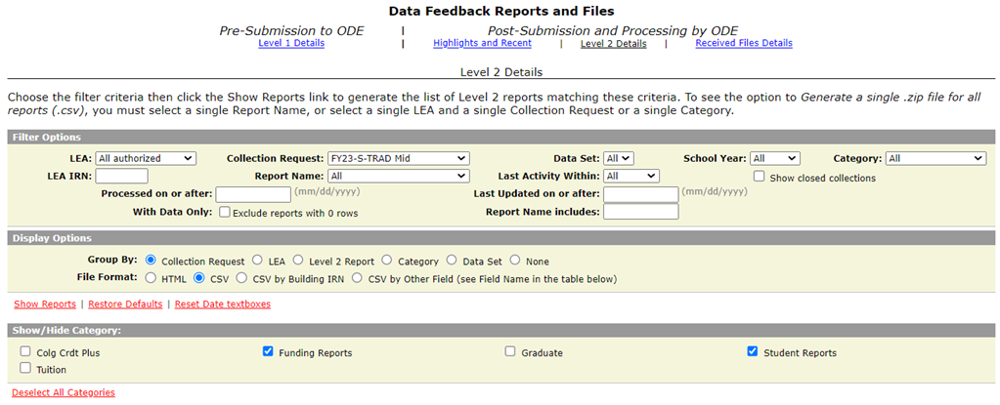 Data Feedback Reports and Files
Pre-Submission to ODE | Post-Submission and Processing by ODE
Level 1 Details | Highlights and Recent | Level 2 Details | Received Files Details
Level 2 Details
Choose the filter criteria then click the Show Reports link to generate the list of Level 2 reports matching these criteria. To see the option to Generate a single .zip file for all
reports (.csv), you must select a single Report Name, or select a single LEA and a single Collection Request or a single Category.
Filter Options
LEA: All authorized Collection Request: FY23-S-TRAD Mid Data Set: All School Year: All Category: All
LEA IRN: Report Name: All Last Activity Within: All Show closed collections
Processed on or after: (mm/dd/yyyy) Last Updated on or after: (mm/dd/yyyy)
With Data Only: Exclude reports with 0 rows Report Name includes:
Display Options
Group By: Collection Request LEA Level 2 Report Category Data Set None
File Format: HTML CSV CSV by Building IRN CSV by Other Field (see Field Name in the table below)
Show Reports | Restore Defaults | Reset Date textboxes
Show/Hide Category:
Colg Crdt Plus Funding Reports Graduate Student Reports
Tuition
Deselect All Categories